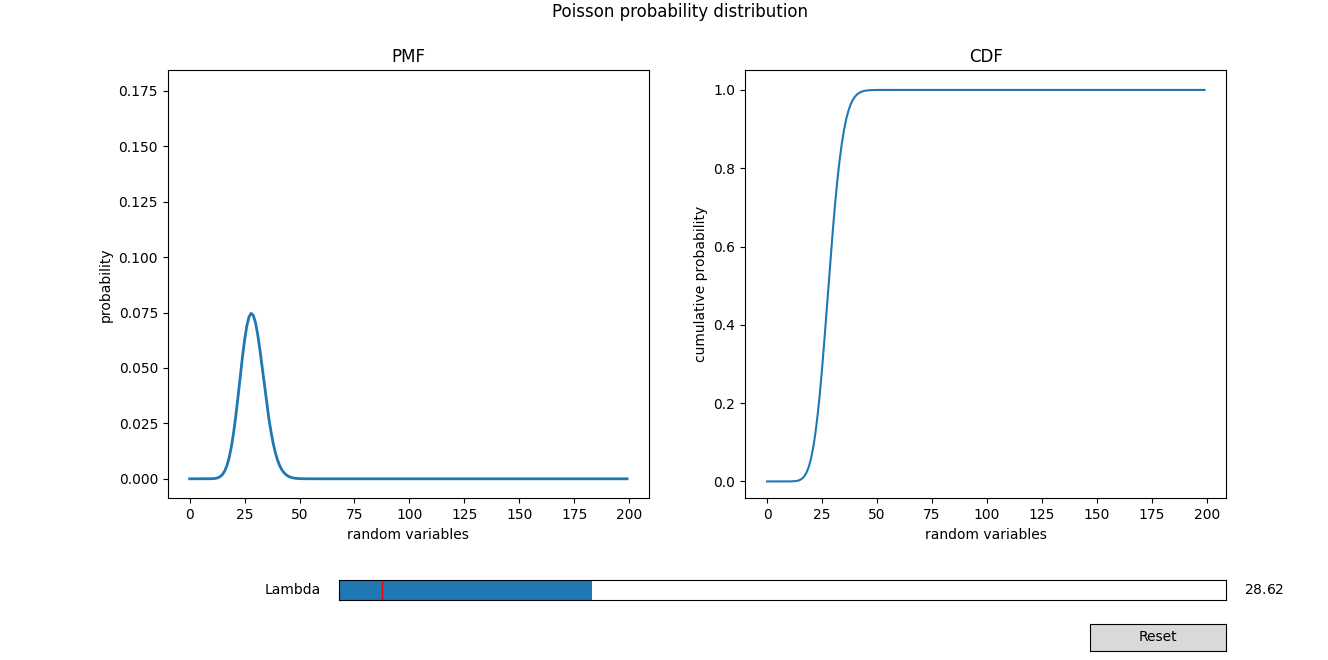 Poisson probability distribution
PMF
0.175
0.150
0.125
0.100
0.075
0.050
0.025
0.000
probability
0 25 50 75 100 125 150 175 200
random variables
CDF
1.0
0.8
0.6
0.4
0.2
0.0
cumulative probability
0 25 50 75 100 125 150 175 200
random variables
Lambda 28.62
Reset